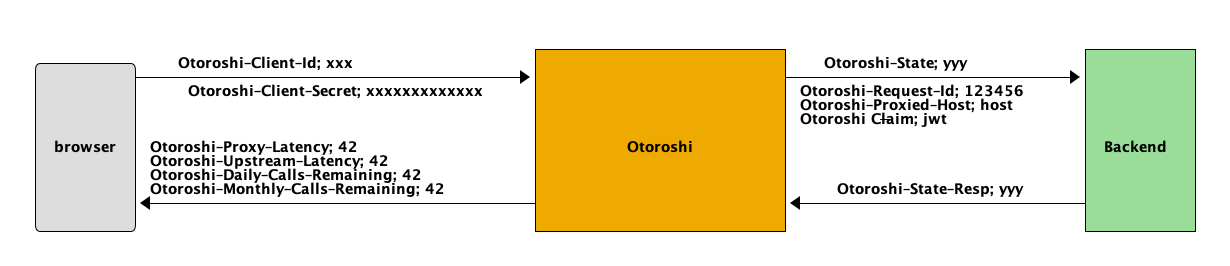 Otoroshi-Client-Id; xxx
Otoroshi-Client-Secret; xxxxxxxxxxxxx
Otoroshi-State; yyy
Otoroshi-Request-Id; 123456
Otoroshi-Proxied-Host; host
Otoroshi Claim; jwt
browser
Otoroshi
Backend
Otoroshi-Proxy-Latency; 42
Otoroshi-Upstream-Latency; 42
Otoroshi-Daily-Calls-Remaining; 42
Otoroshi-Monthly-Calls-Remaining; 42
Otoroshi-State-Resp; yyy